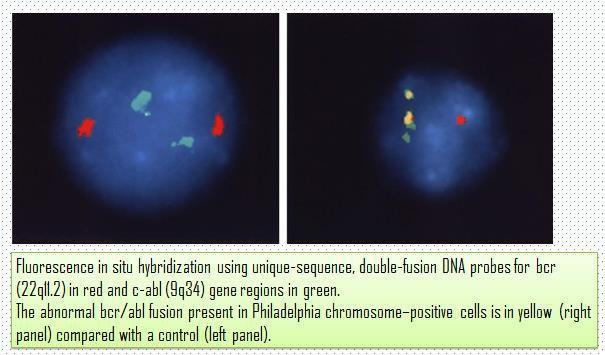 Fluorescence in situ hybridization using unique-sequence, double-fusion DNA probes for bcr
(22q11.2) in red and c-abl (9q34) gene regions in green.
The abnormal bcr/abl fusion present in Philadelphia chromosome–positive cells is in yellow (right
panel) compared with a control (left panel).